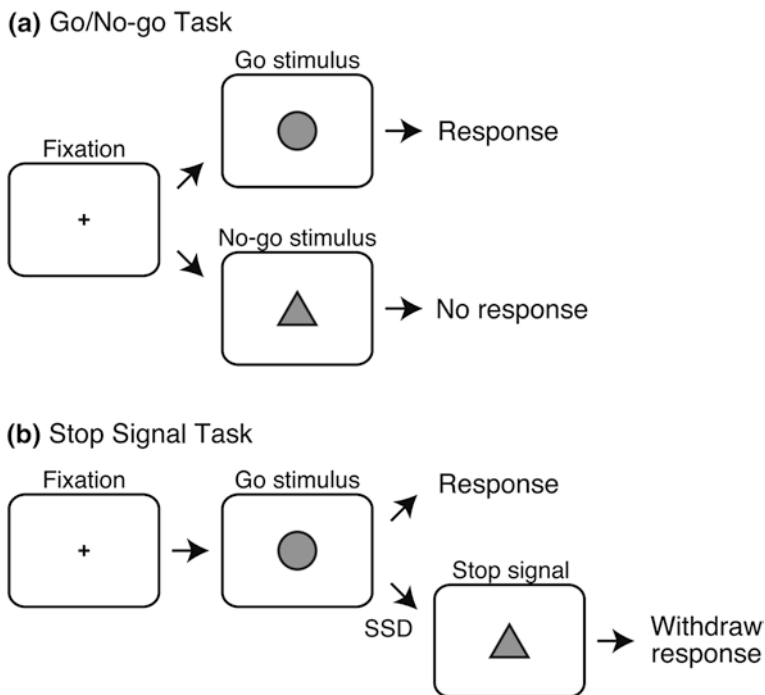 (a) Go/No-go Task
Go stimulus
Fixation
+
Response
No-go stimulus
No response
(b) Stop Signal Task
Fixation
+
Go stimulus
Response
SSD
Stop signal
Withdraw
response